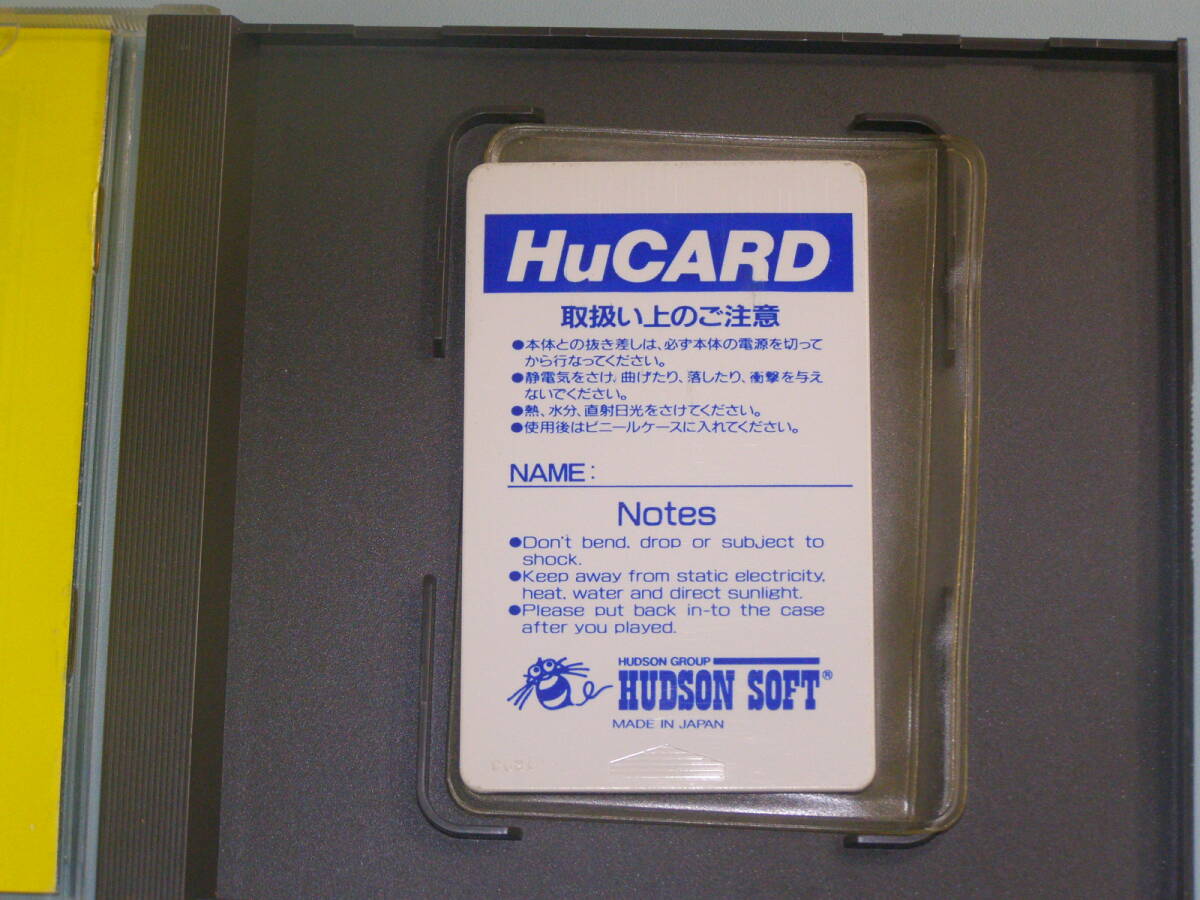 HuCARD
取扱い上のご注意
●本体との抜き差しは、必ず本体の電源を切って
から行なってください。
●静電気をさけ、曲げたり、落したり、衝撃を与え
ないでください。
●熱、水分、直射日光をさけてください。
●使用後はビニールケースに入れてください。
NAME:
Notes
●Don't bend, drop or subject to
shock.
●Keep away from static electricity,
heat, water and direct sunlight.
●Please put back in-to the case
after you played.
HUDSON GROUP
HUDSON SOFT®
MADE IN JAPAN